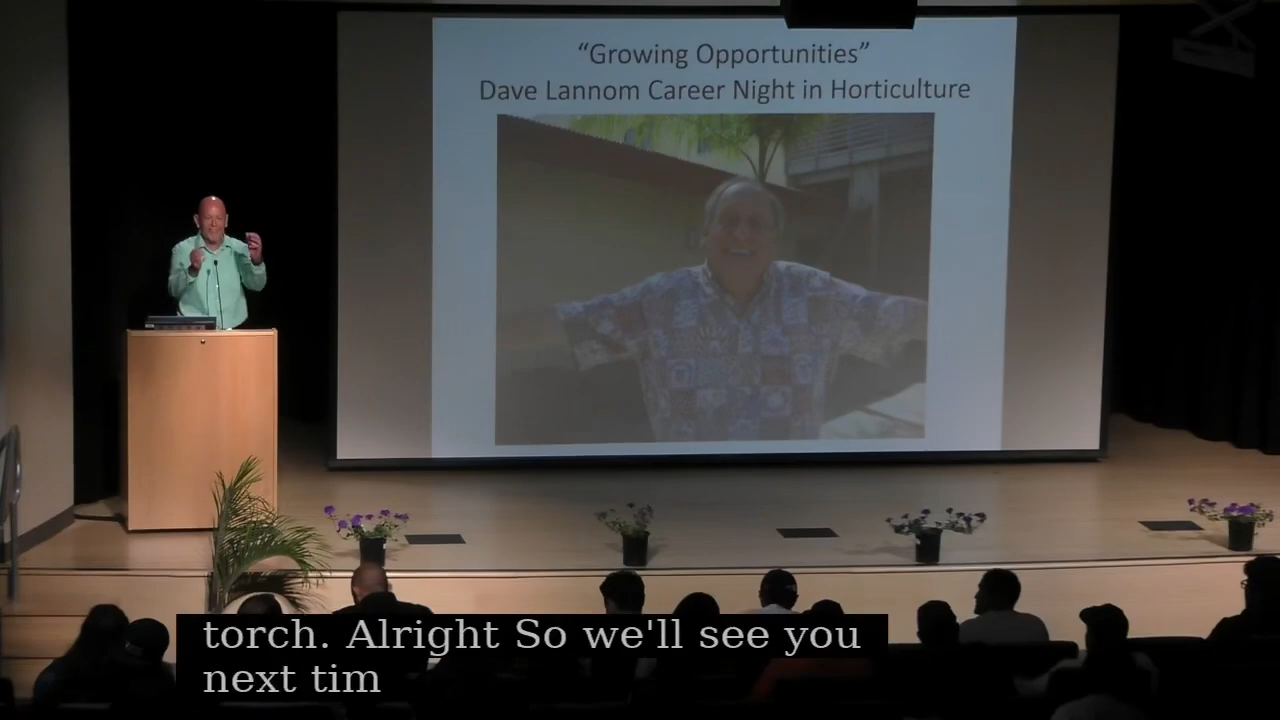 “Growing Opportunities”
Dave Lannom Career Night in Horticulture
torch. Alright So we'll see you
next tim